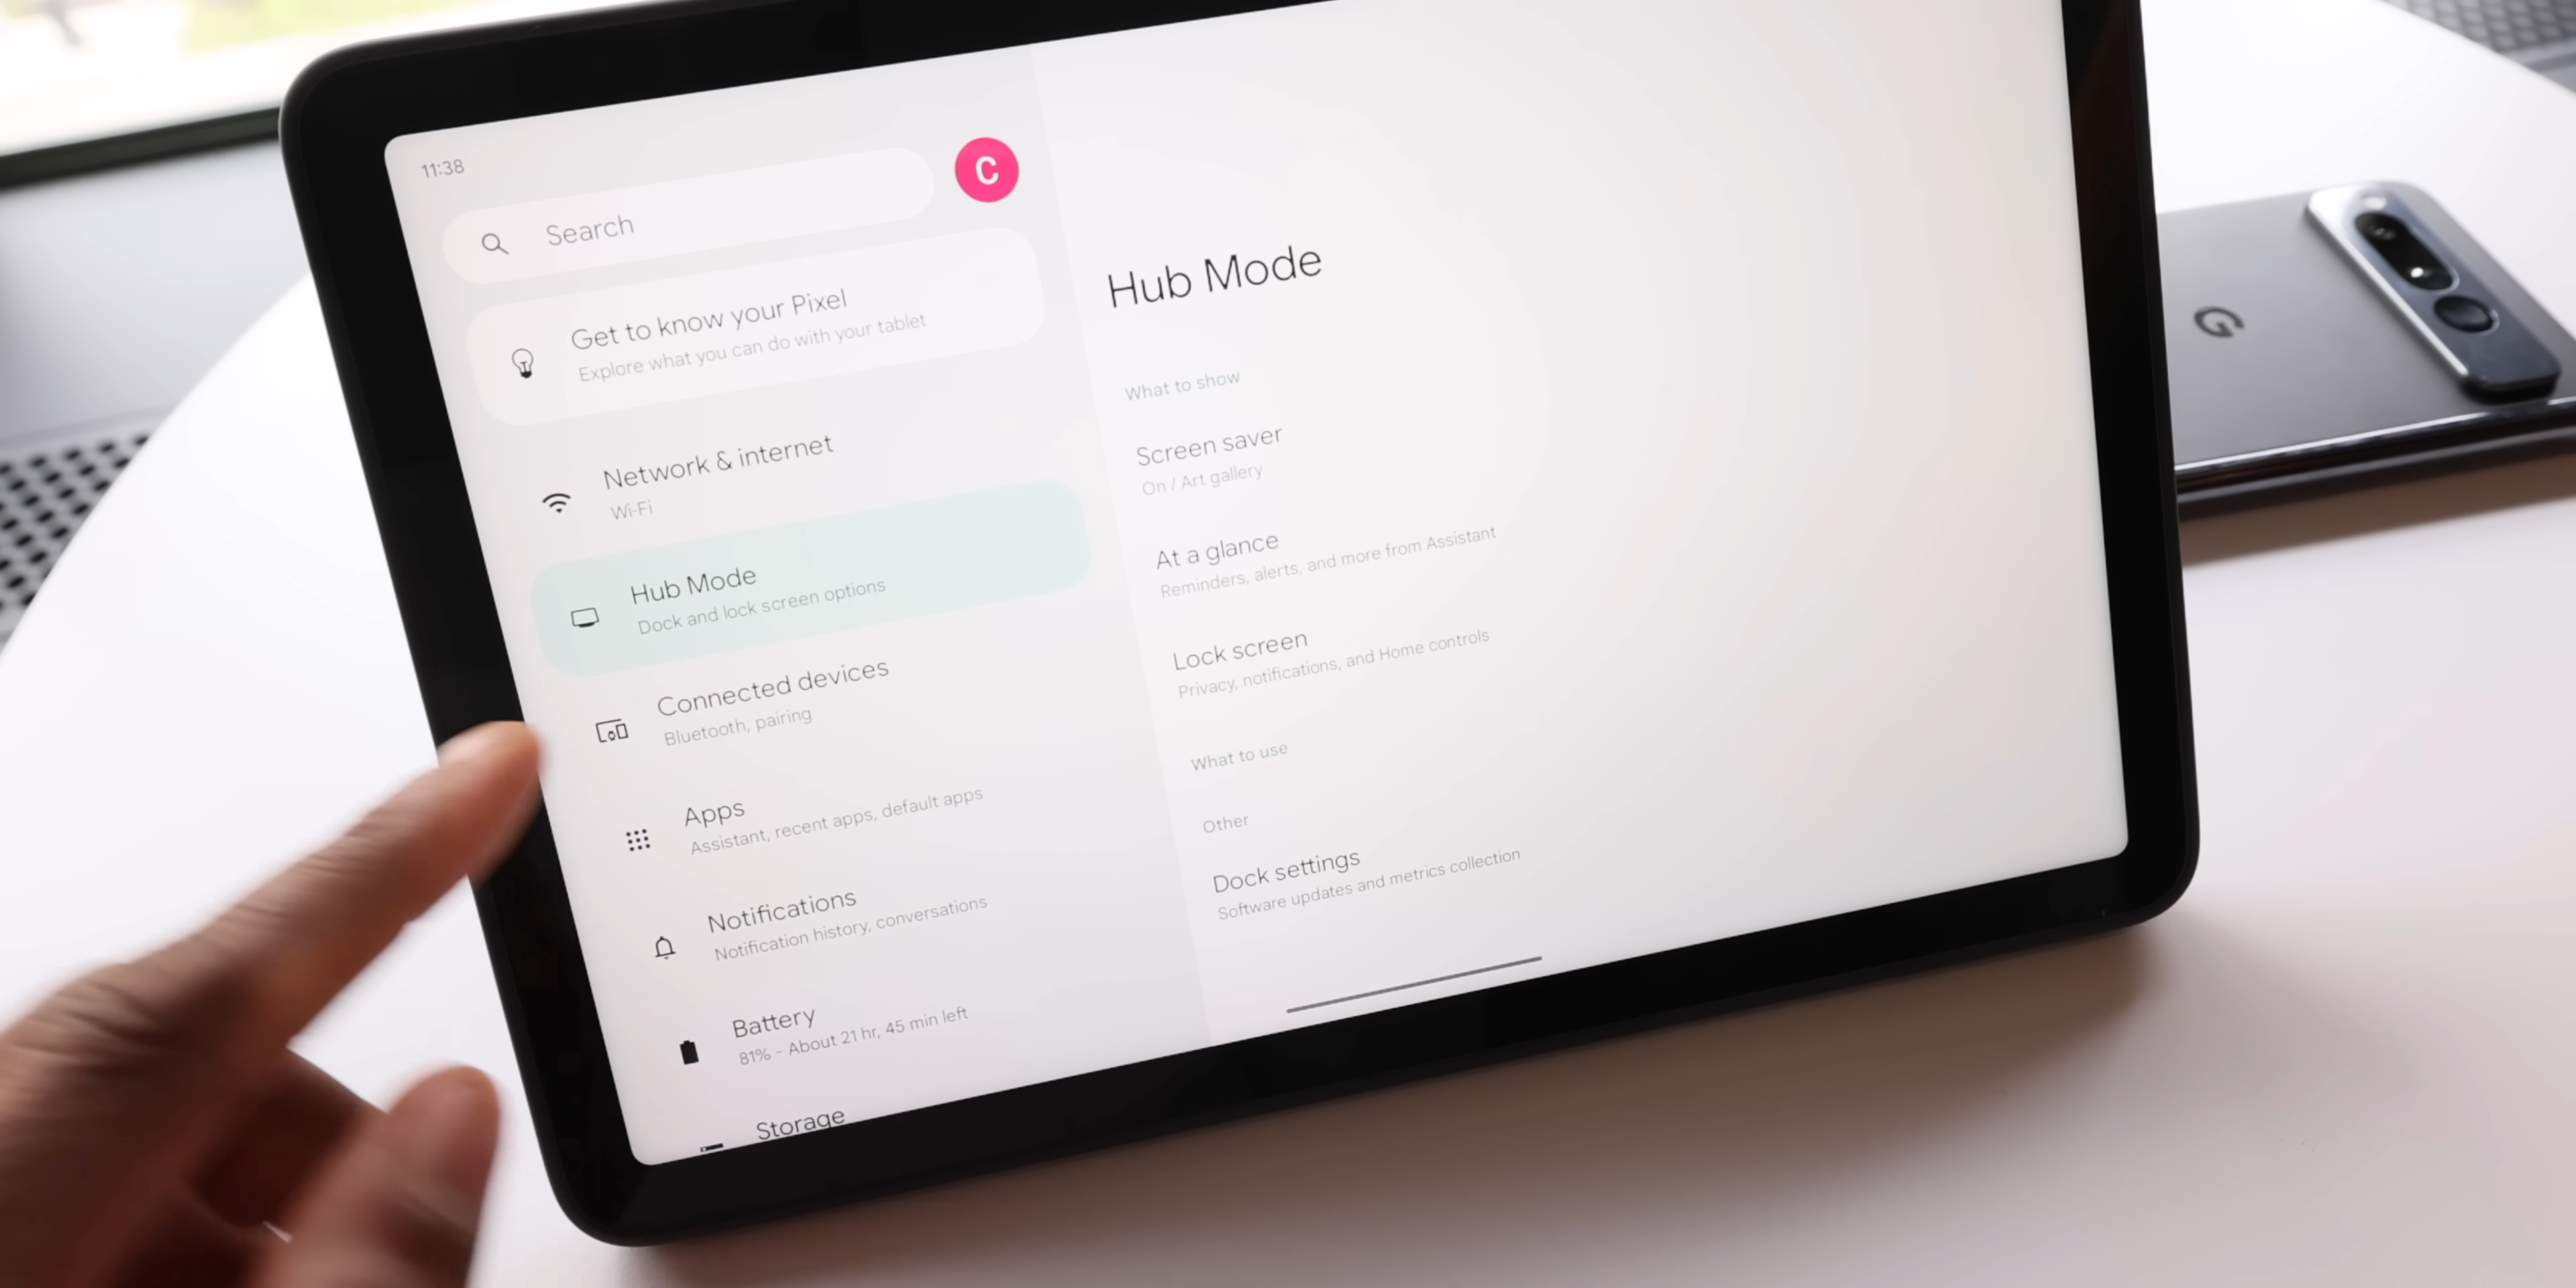 11:38
Search
C
Get to know your Pixel
Explore what you can do with your tablet
Network & internet
Wi-Fi
Hub Mode
Dock and lock screen options
Connected devices
Bluetooth, pairing
Apps
Assistant, recent apps, default apps
Notifications
Notification history, conversations
Battery
81% - About 21 hr, 45 min left
Storage
Hub Mode
What to show
Screen saver
On / Art gallery
At a glance
Reminders, alerts, and more from Assistant
Lock screen
Privacy, notifications, and Home controls
What to use
Other
Dock settings
Software updates and metrics collection
G